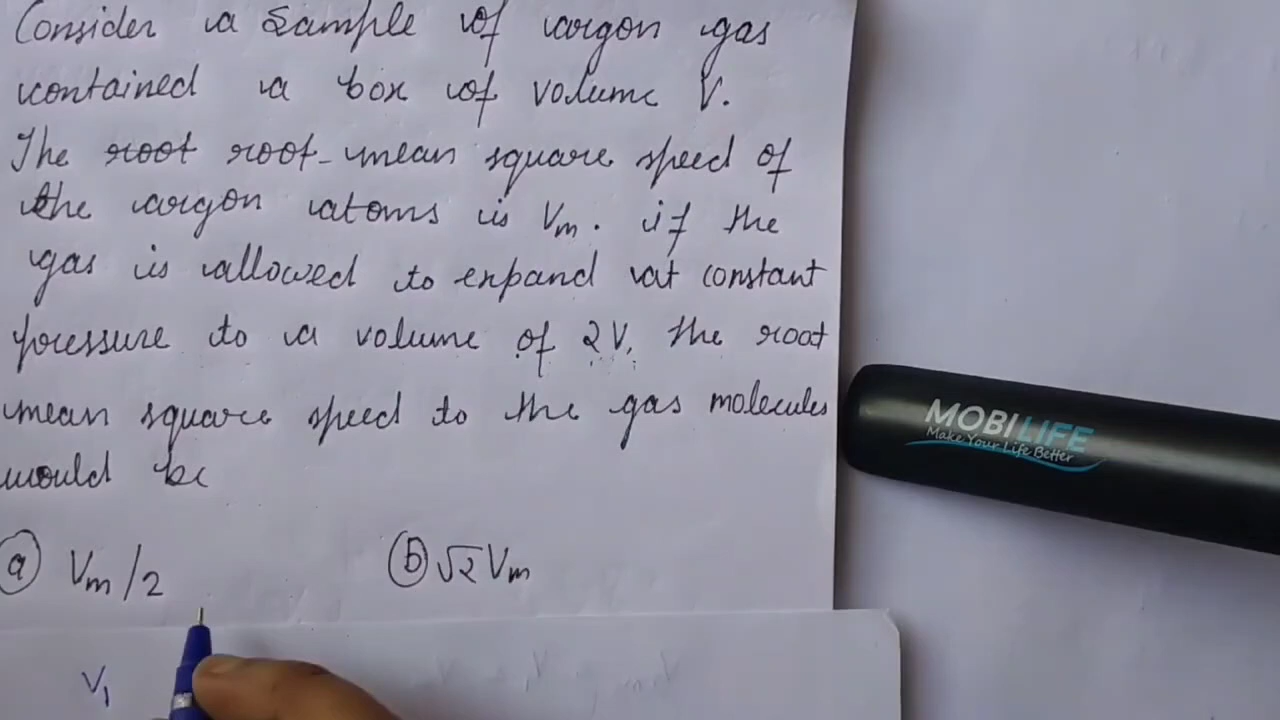 Consider a Sample of argon gas
contained a box of volume V.
The root root-mean square speed of
the argon atoms is Vm. if the
gas is allowed to expand at constant
pressure to a volume of 2V, the root
mean square speed to the gas molecules
would be
(a) Vm/2
(b) √2 Vm
V1
MOBILIFE
Make Your Life Better